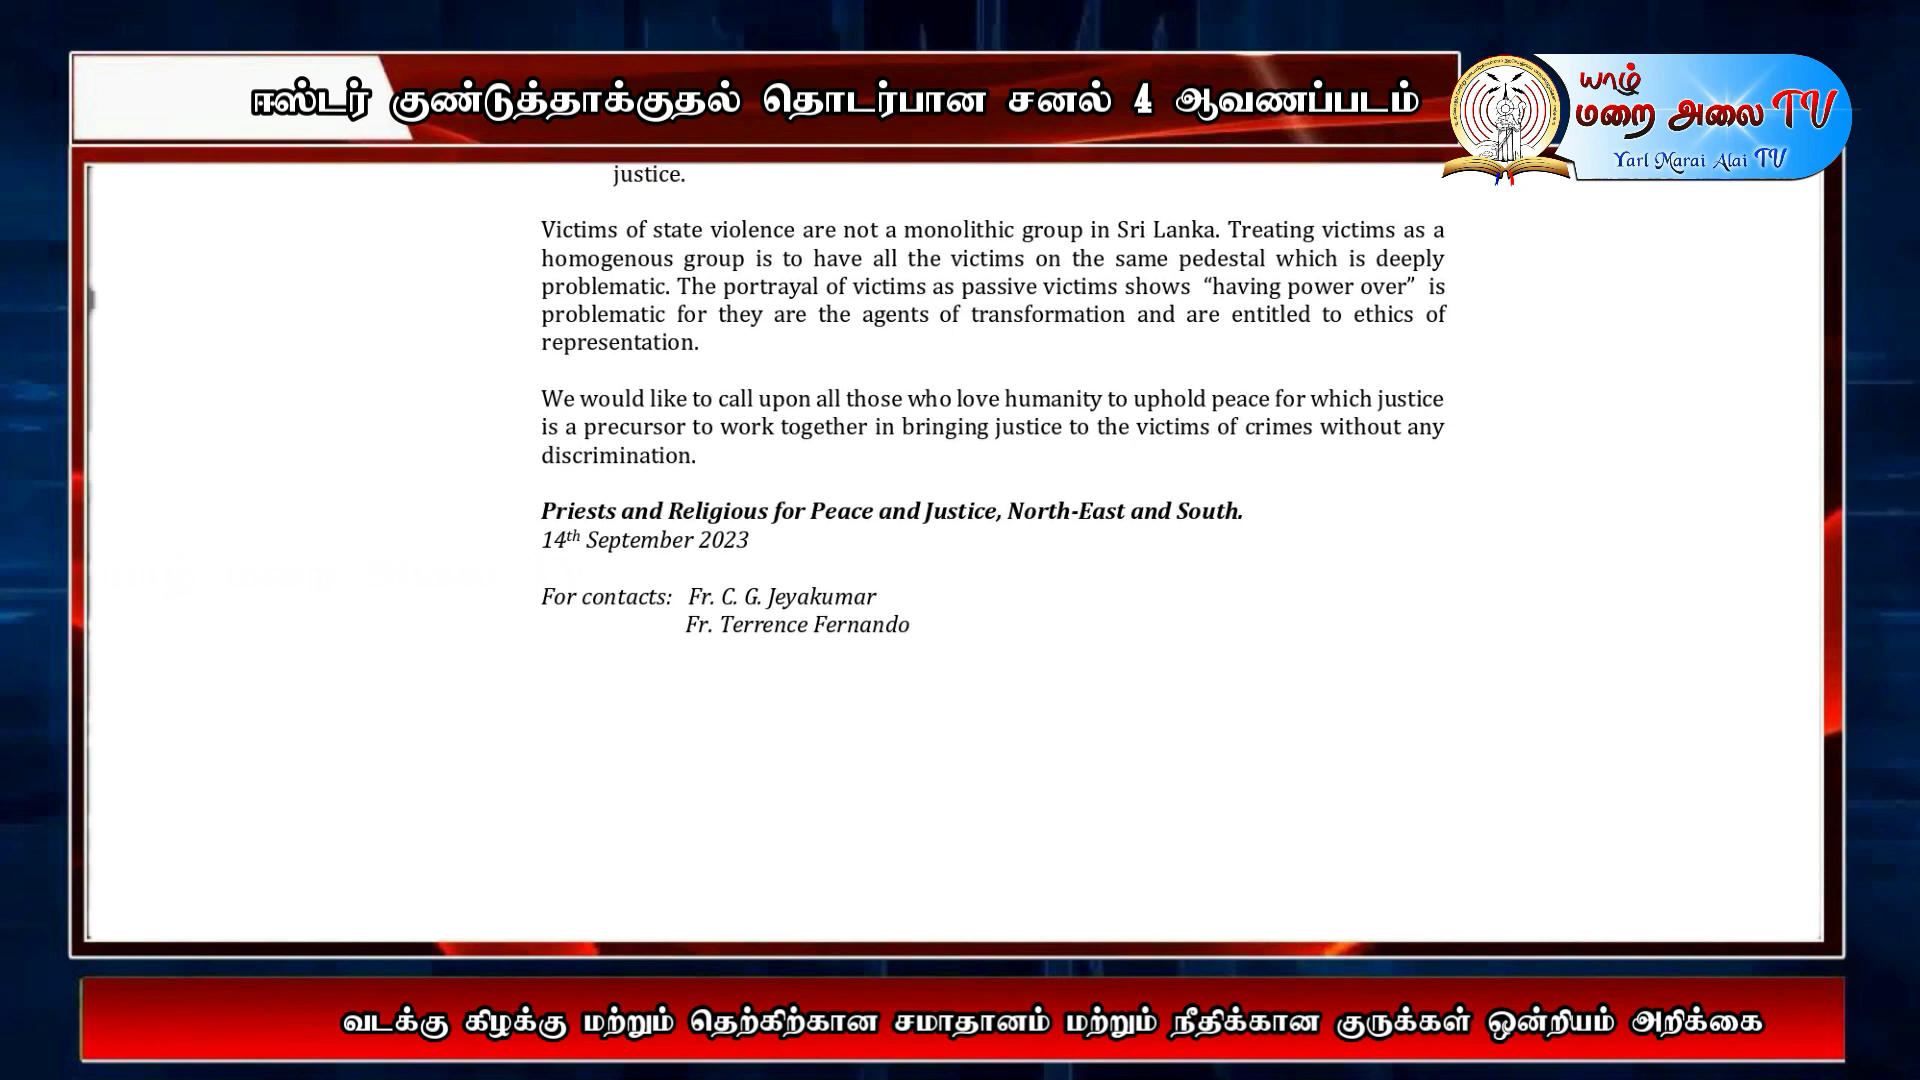 ஈஸ்டர் குண்டுத்தாக்குதல் தொடர்பான சனல் 4 ஆவணப்படம்
யாழ்
மறை அலை TV
Yarl Marai Alai TV
justice.
Victims of state violence are not a monolithic group in Sri Lanka. Treating victims as a
homogenous group is to have all the victims on the same pedestal which is deeply
problematic. The portrayal of victims as passive victims shows “having power over” is
problematic for they are the agents of transformation and are entitled to ethics of
representation.
We would like to call upon all those who love humanity to uphold peace for which justice
is a precursor to work together in bringing justice to the victims of crimes without any
discrimination.
Priests and Religious for Peace and Justice, North-East and South.
14th September 2023
For contacts: Fr. C. G. Jeyakumar
Fr. Terrence Fernando
வடக்கு கிழக்கு மற்றும் தெற்கிற்கான சமாதானம் மற்றும் நீதிக்கான குருக்கள் ஒன்றியம் அறிக்கை